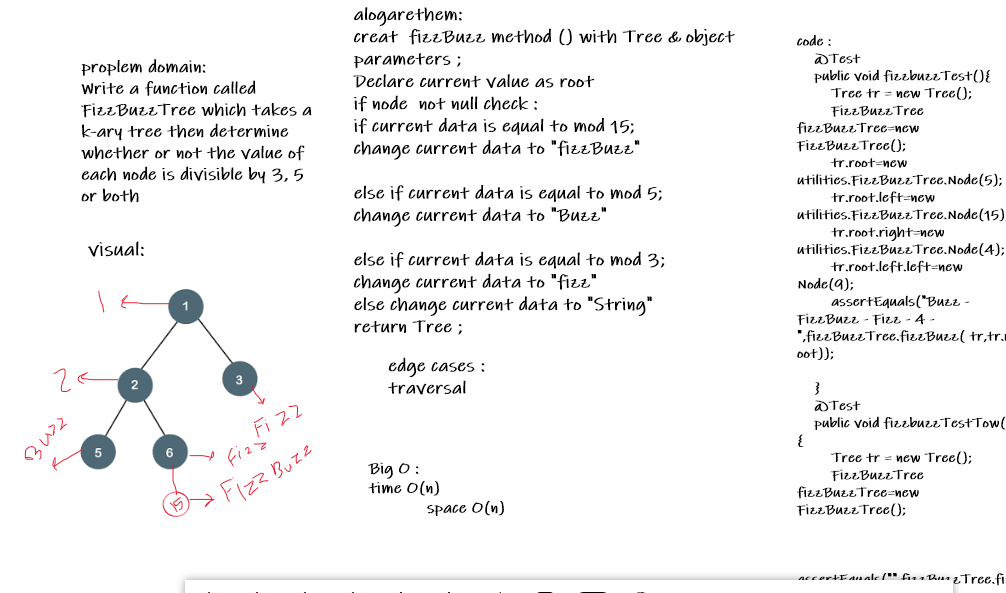 proplem domain:
Write a function called
FizzBuzzTree which takes a
k-ary tree then determine
whether or not the value of
each node is divisible by 3, 5
or both
visual:
1
1
2
2
3
Fizz
Buzz
5
6
Fizz
15
FizzBuzz
alogarethem:
creat fizzBuzz method () with Tree & object
parameters ;
Declare current value as root
if node not null check :
if current data is equal to mod 15;
change current data to "fizzBuzz"
else if current data is equal to mod 5;
change current data to "Buzz"
else if current data is equal to mod 3;
change current data to "fizz"
else change current data to "String"
return Tree ;
edge cases :
traversal
Big O :
time O(n)
space O(n)
code :
@Test
public void fizzbuzzTest(){
Tree tr = new Tree();
FizzBuzzTree
fizzBuzzTree=new
FizzBuzzTree();
tr.root=new
utilities.FizzBuzzTree.Node(5);
tr.root.left=new
utilities.FizzBuzzTree.Node(15)
tr.root.right=new
utilities.FizzBuzzTree.Node(4);
tr.root.left.left=new
Node(9);
assertEquals("Buzz -
FizzBuzz - Fizz - 4 -
",fizzBuzzTree.fizzBuzz( tr,tr.
oot));
}
@Test
public void fizzbuzzTestTow(
{
Tree tr = new Tree();
FizzBuzzTree
fizzBuzzTree=new
FizzBuzzTree();
assertEquals("" fizzBuzzTree.fi